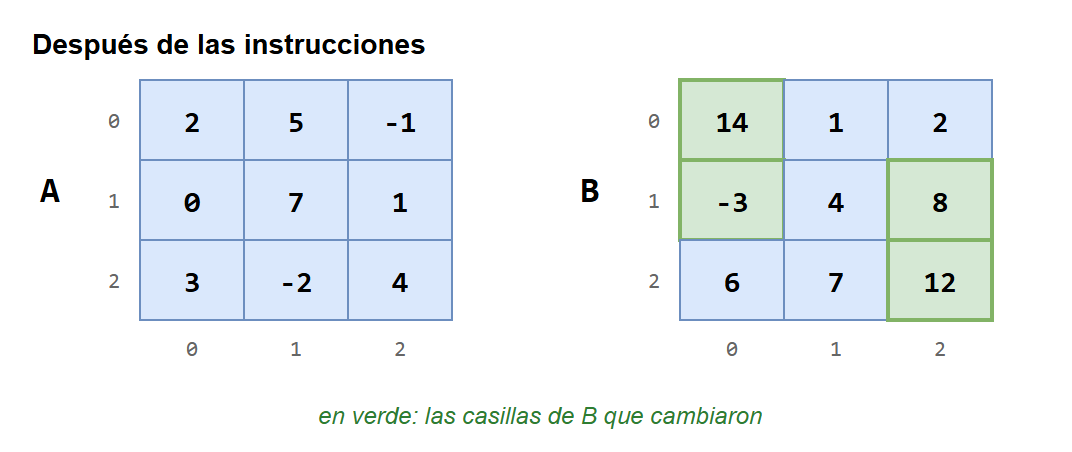 Después de las instrucciones
0 2 5 -1 0 14 1 2
A 1 0 7 1 B 1 -3 4 8
2 3 -2 4 2 6 7 12
0 1 2 0 1 2
en verde: las casillas de B que cambiaron